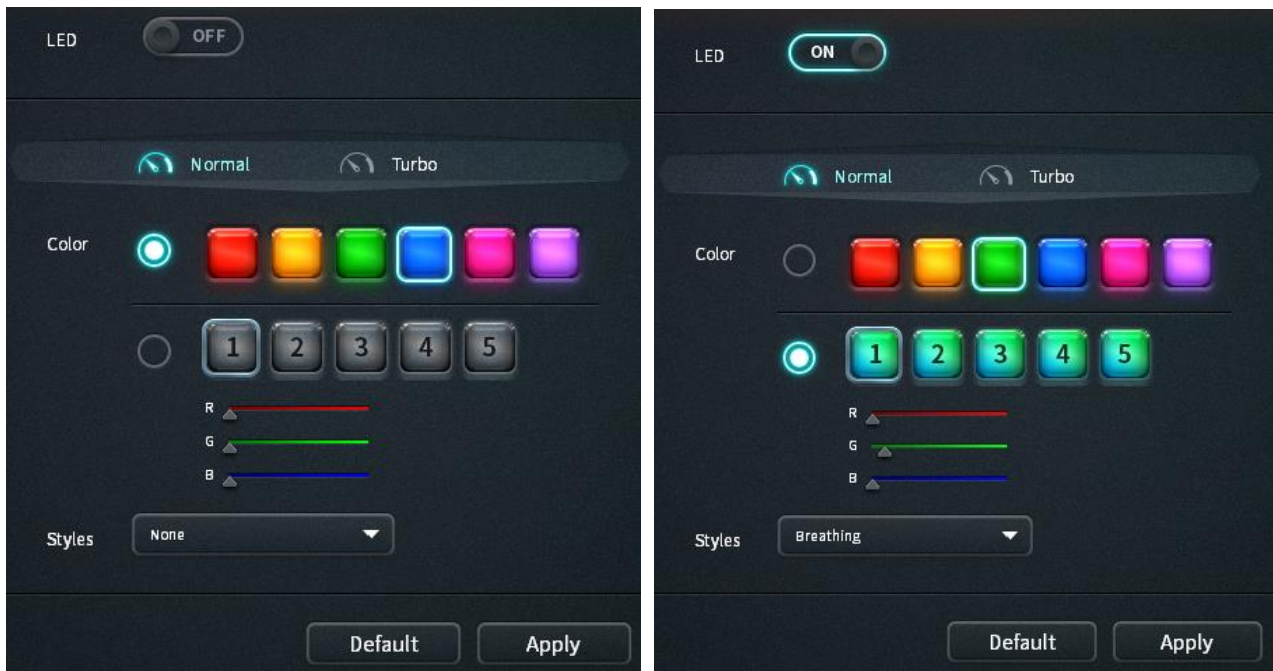 LED OFF
Normal Turbo
Color
1 2 3 4 5
R
G
B
Styles None
Default Apply
LED ON
Normal Turbo
Color
1 2 3 4 5
R
G
B
Styles Breathing
Default Apply